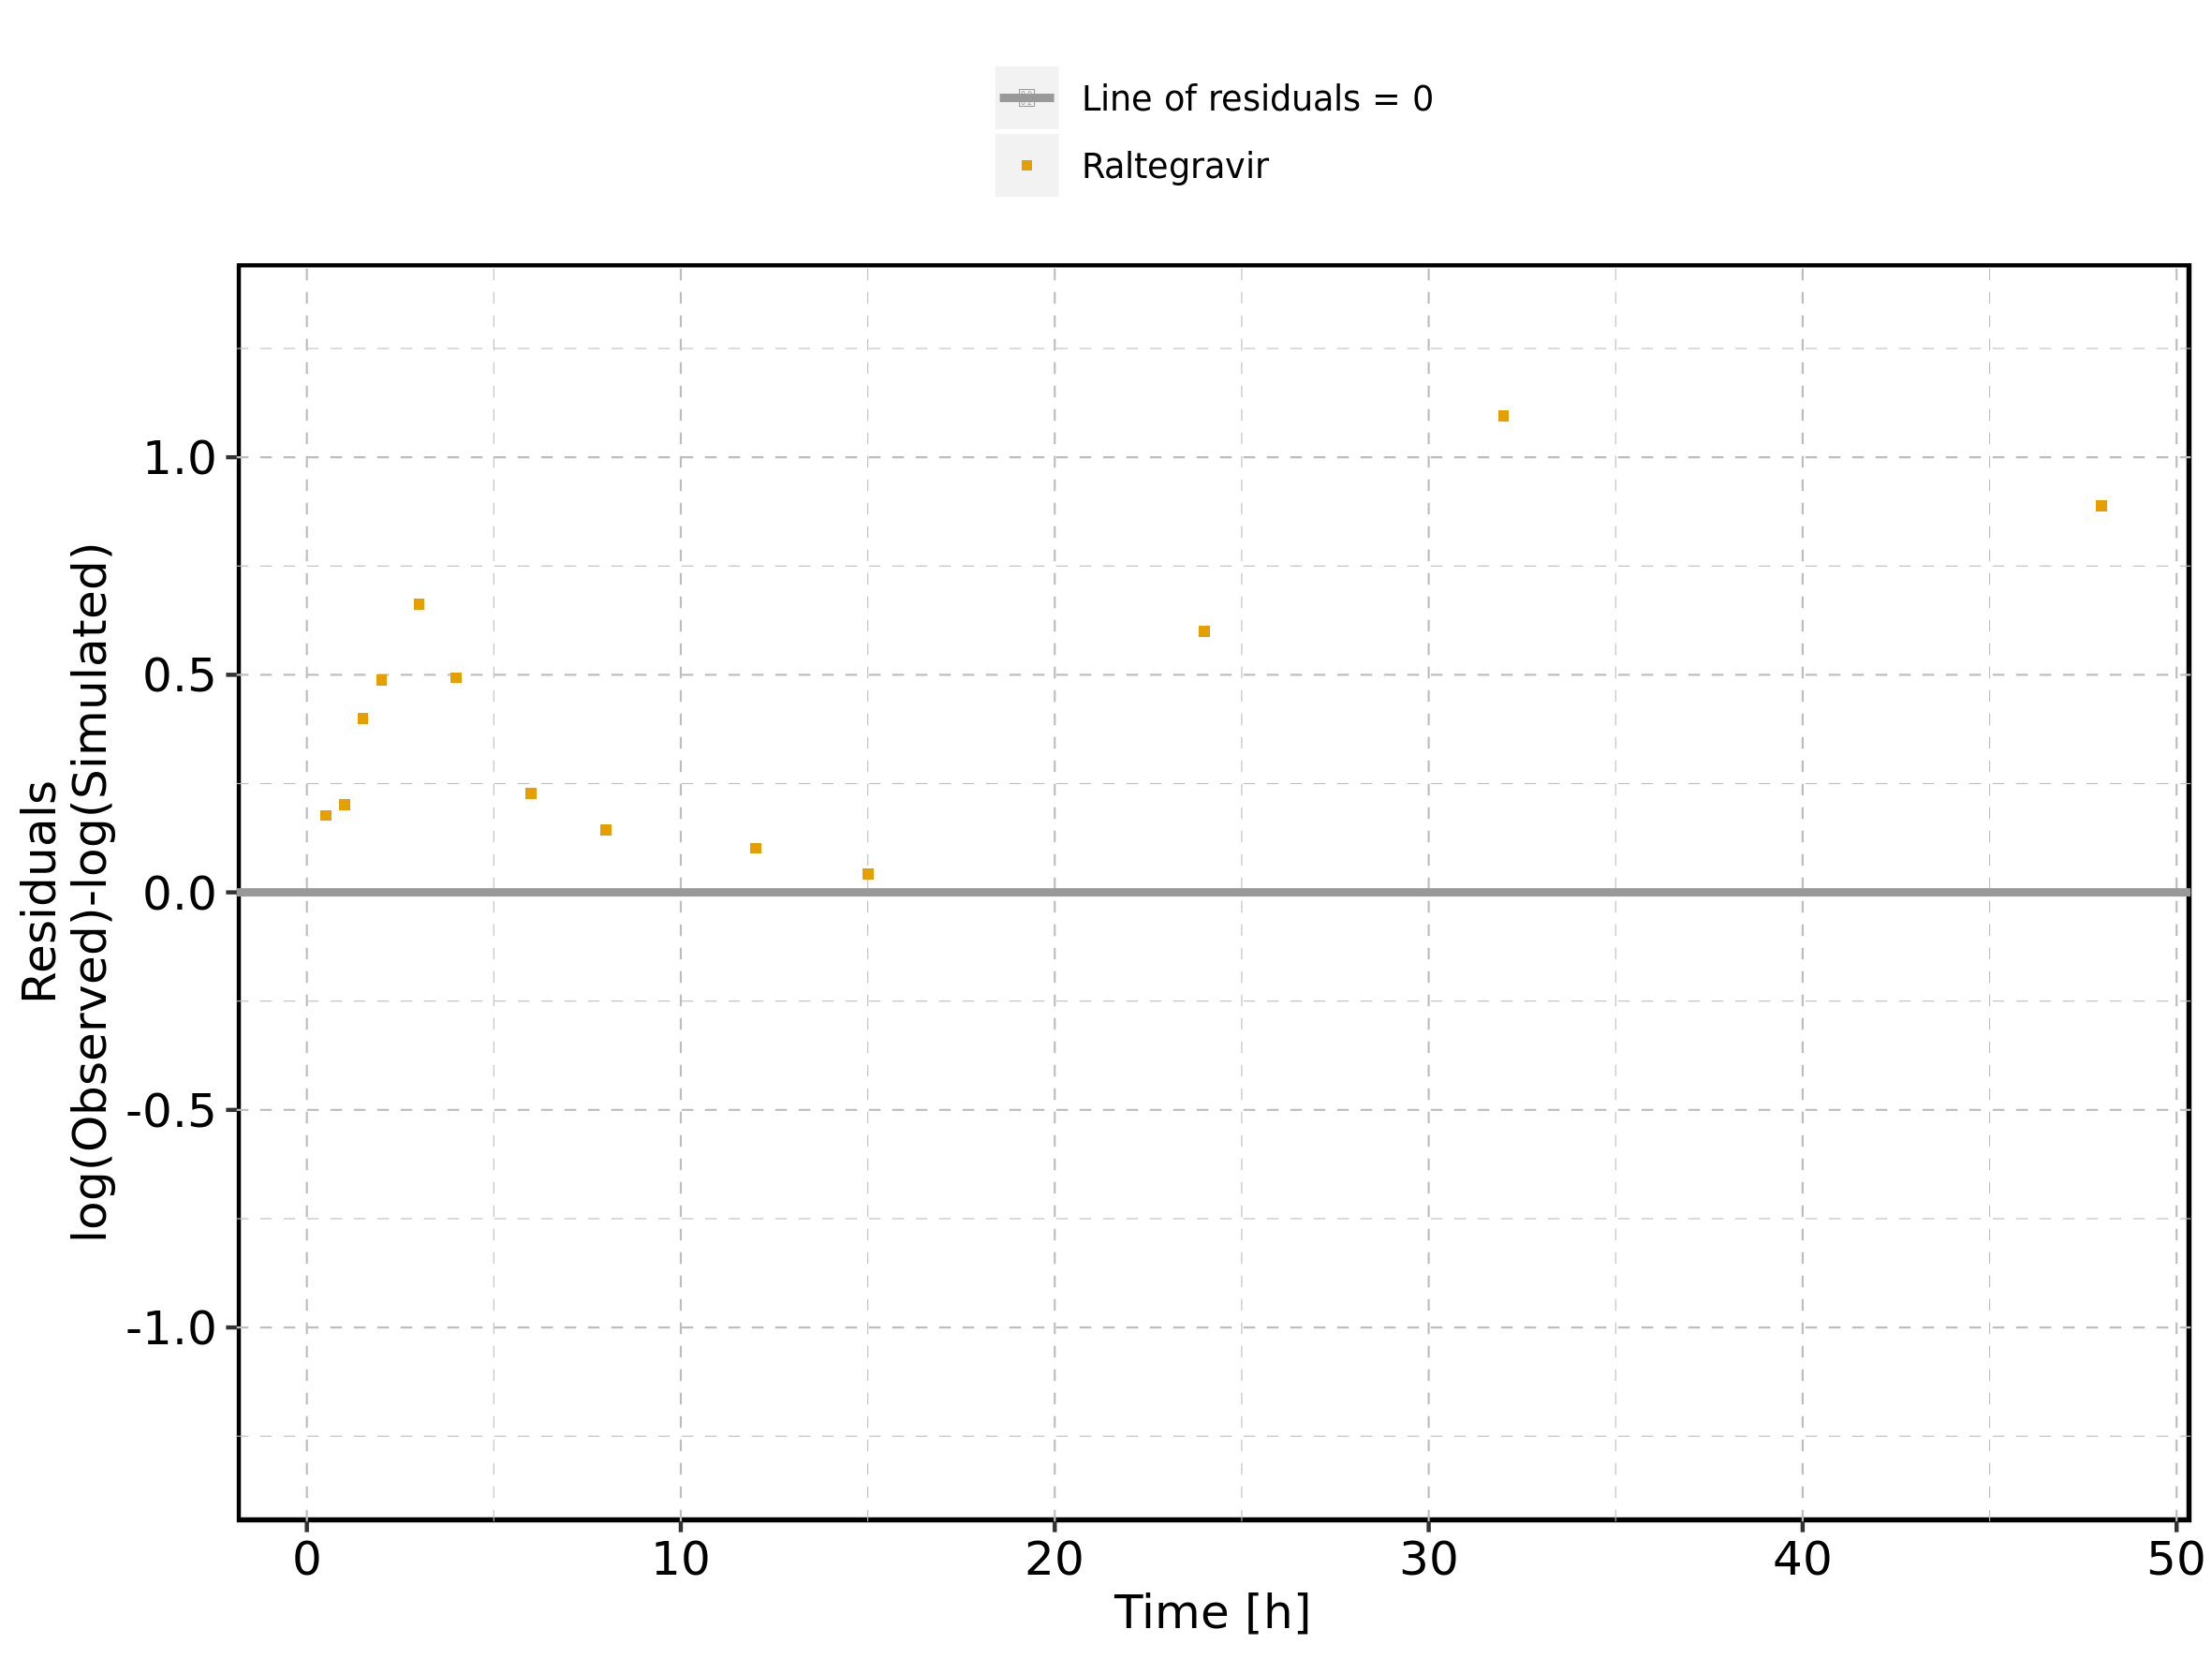 Line of residuals = 0
Raltegravir
Residuals
log(Observed)-log(Simulated)
1.0
0.5
0.0
-0.5
-1.0
0 10 20 30 40 50
Time [h]